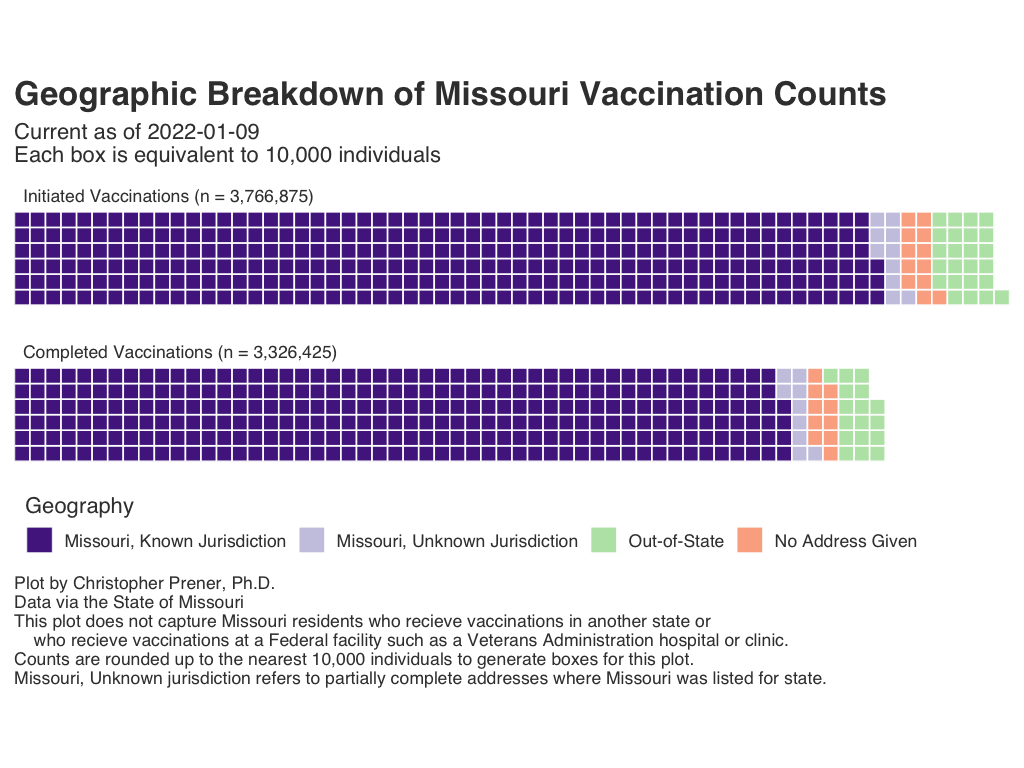 Geographic Breakdown of Missouri Vaccination Counts
Current as of 2022-01-09
Each box is equivalent to 10,000 individuals
Initiated Vaccinations (n = 3,766,875)
Completed Vaccinations (n = 3,326,425)
Geography
Missouri, Known Jurisdiction Missouri, Unknown Jurisdiction Out-of-State No Address Given
Plot by Christopher Prener, Ph.D.
Data via the State of Missouri
This plot does not capture Missouri residents who recieve vaccinations in another state or
who recieve vaccinations at a Federal facility such as a Veterans Administration hospital or clinic.
Counts are rounded up to the nearest 10,000 individuals to generate boxes for this plot.
Missouri, Unknown jurisdiction refers to partially complete addresses where Missouri was listed for state.